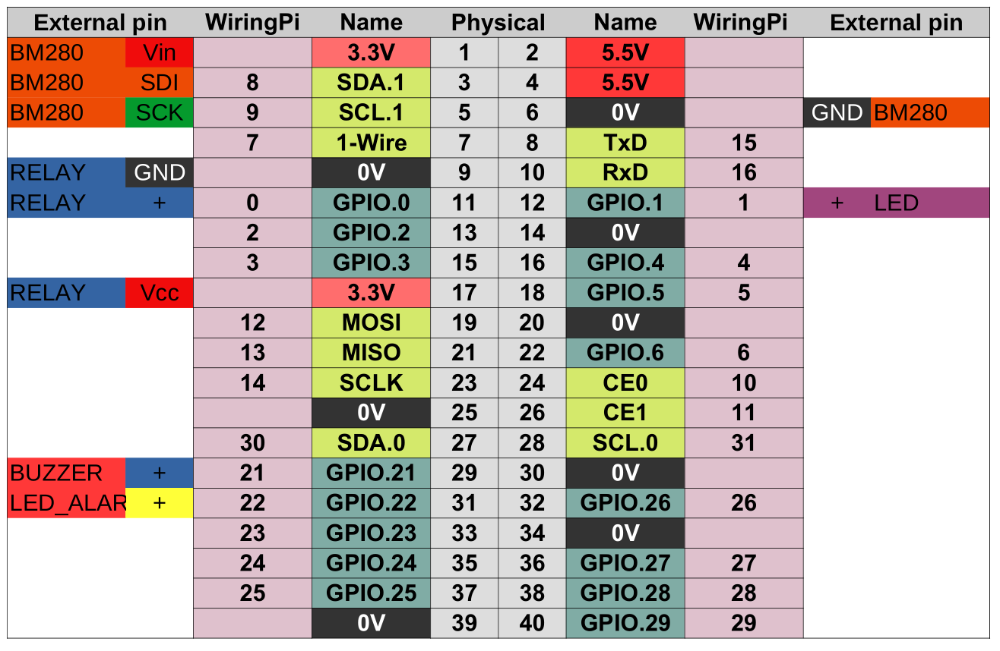 External pin WiringPi Name Physical Name WiringPi External pin
BM280 Vin 3.3V 1 2 5.5V
BM280 SDI 8 SDA.1 3 4 5.5V
BM280 SCK 9 SCL.1 5 6 0V GND BM280
7 1-Wire 7 8 TxD 15
RELAY GND 0V 9 10 RxD 16
RELAY + 0 GPIO.0 11 12 GPIO.1 1 + LED
2 GPIO.2 13 14 0V
3 GPIO.3 15 16 GPIO.4 4
RELAY Vcc 3.3V 17 18 GPIO.5 5
12 MOSI 19 20 0V
13 MISO 21 22 GPIO.6 6
14 SCLK 23 24 CE0 10
0V 25 26 CE1 11
30 SDA.0 27 28 SCL.0 31
BUZZER + 21 GPIO.21 29 30 0V
LED_ALAR + 22 GPIO.22 31 32 GPIO.26 26
23 GPIO.23 33 34 0V
24 GPIO.24 35 36 GPIO.27 27
25 GPIO.25 37 38 GPIO.28 28
0V 39 40 GPIO.29 29